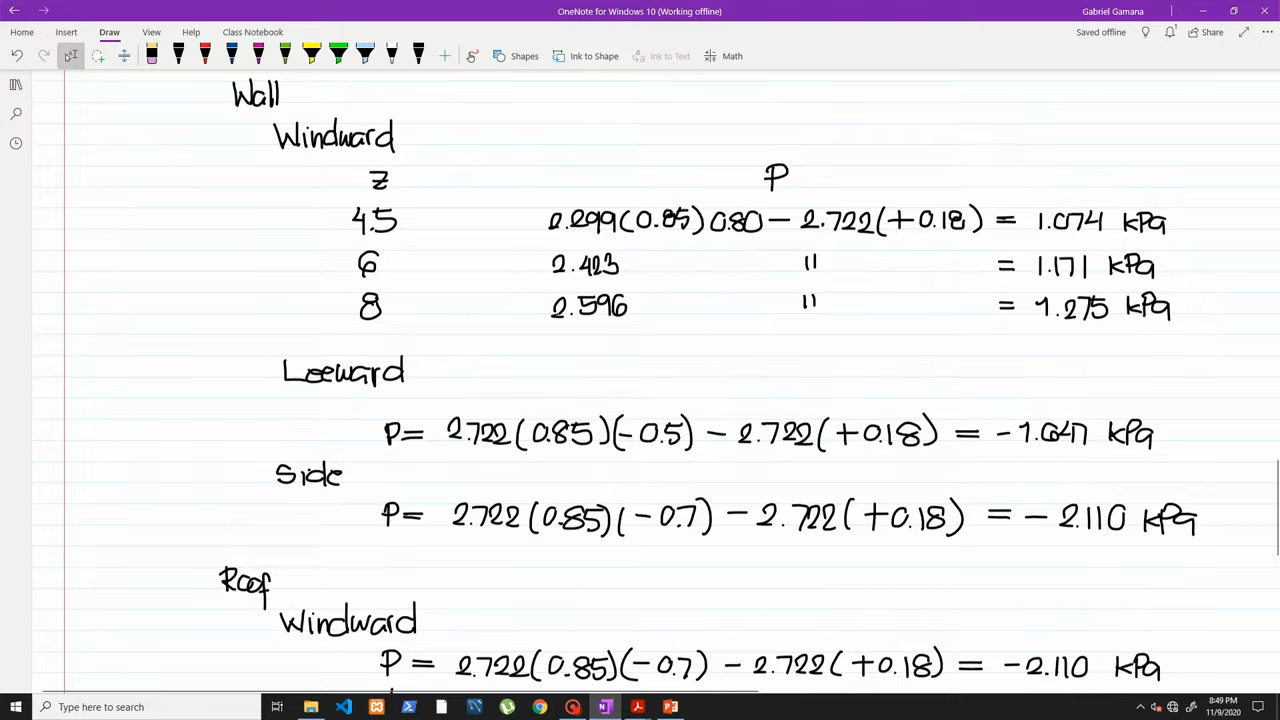 OneNote for Windows 10 (Working offline)
Gabriel Gamana
Home Insert Draw View Help Class Notebook
Saved offline Share
Shapes Ink to Shape Ink to Text Math
Wall
Windward
z P
4.5 2.299(0.85)0.80 - 2.722(+0.18) = 1.074 kPa
6 2.423 " = 1.171 kPa
8 2.596 " = 1.275 kPa
Leeward
P= 2.722(0.85)(-0.5) - 2.722(+0.18) = -1.647 kPa
Side
P= 2.722(0.85)(-0.7) - 2.722(+0.18) = -2.110 kPa
Roof
Windward
P = 2.722(0.85)(-0.7) - 2.722(+0.18) = -2.110 kPa
Type here to search
8:49 PM
11/9/2020